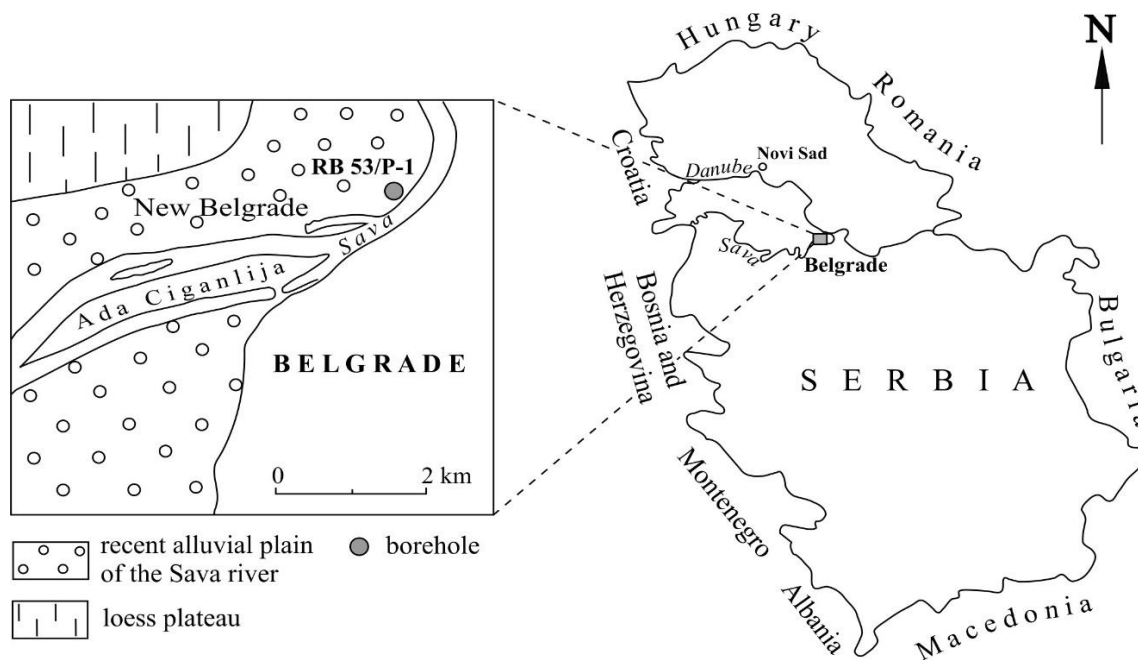 RB 53/P-1
New Belgrade
Sava
Ada Ciganlija
BELGRADE
0 2 km
recent alluvial plain
of the Sava river
borehole
loess plateau
Hungary
Romania
N
Croatia
Danube
Novi Sad
Sava
Belgrade
Bosnia and
Herzegovina
SERBIA
Bulgaria
Montenegro
Albania
Macedonia